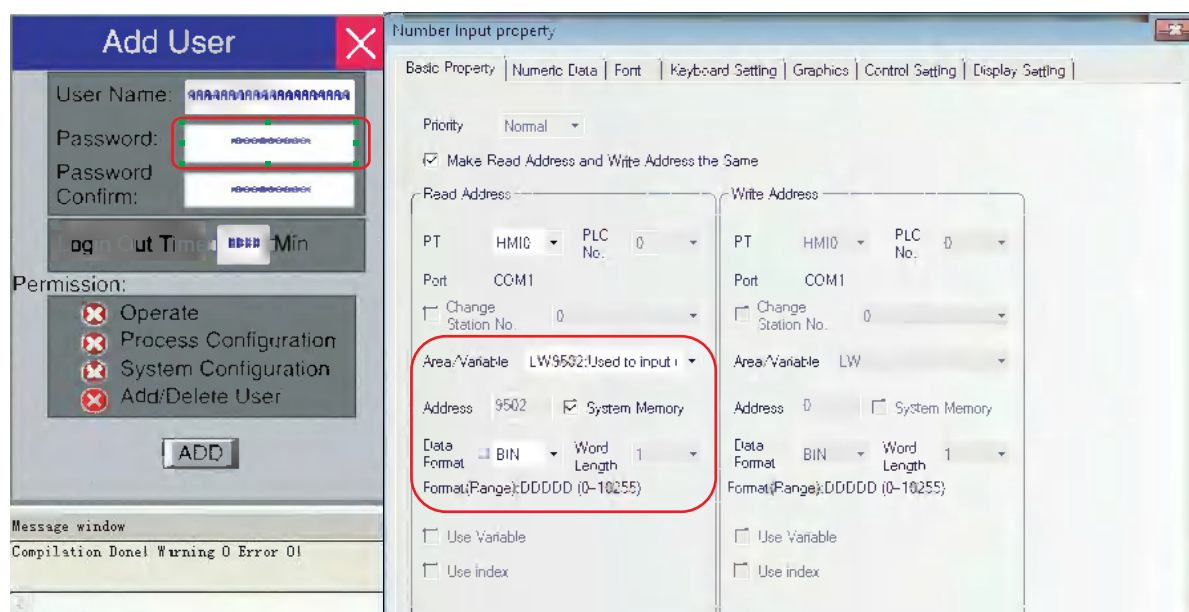 Add User
User Name:
Password:
Password
Confirm:
Min
Permission:
Operate
Process Configuration
System Configuration
Add/Delete User
ADD
Message window
Compilation Done! Warning 0 Error 0!
Number Input property
Basic Property Numeric Data Font Keyboard Setting Graphics Control Setting Display Setting
Priority Normal
Make Read Address and Write Address the Same
Read Address
PT HMI0 PLC No. 0
Port COM1
Change Station No. 0
Area/Variable LW9502:Used to input
Address 9502 System Memory
Data Format BIN Word Length 1
Format(Range):DDDDD (0~10255)
Use Variable
Use index
Write Address
PT HMI0 PLC No. 0
Port COM1
Change Station No. 0
Area/Variable LW
Address 0 System Memory
Data Format BIN Word Length 1
Format(Range):DDDDD (0~10255)
Use Variable
Use index